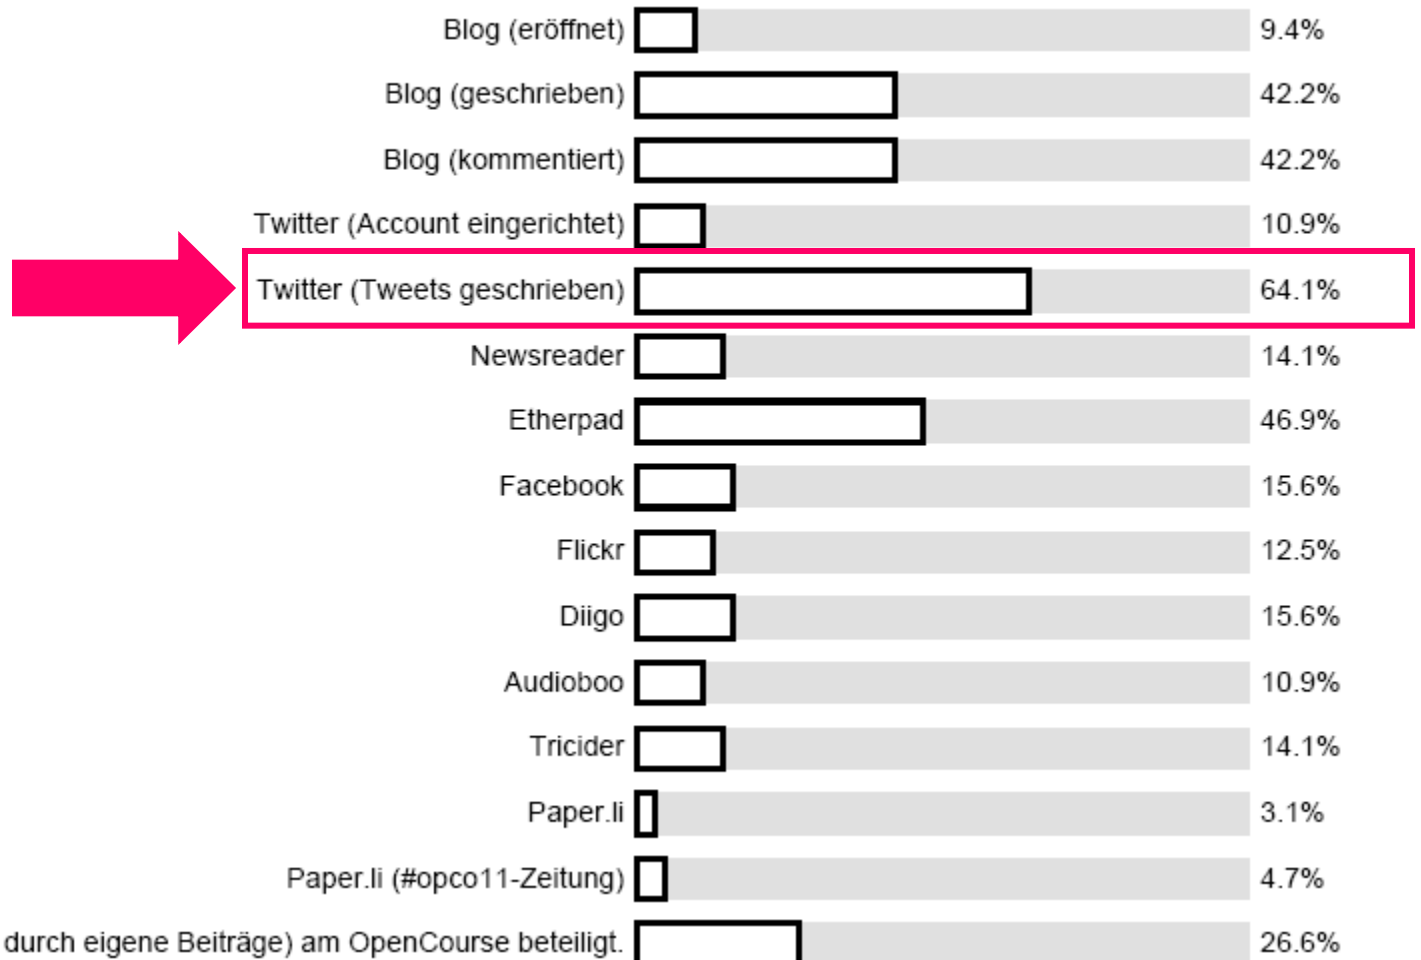 Blog (eröffnet) 9.4%
Blog (geschrieben) 42.2%
Blog (kommentiert) 42.2%
Twitter (Account eingerichtet) 10.9%
Twitter (Tweets geschrieben) 64.1%
Newsreader 14.1%
Etherpad 46.9%
Facebook 15.6%
Flickr 12.5%
Diigo 15.6%
Audioboo 10.9%
Tricider 14.1%
Paper.li 3.1%
Paper.li (#opco11-Zeitung) 4.7%
durch eigene Beiträge) am OpenCourse beteiligt. 26.6%